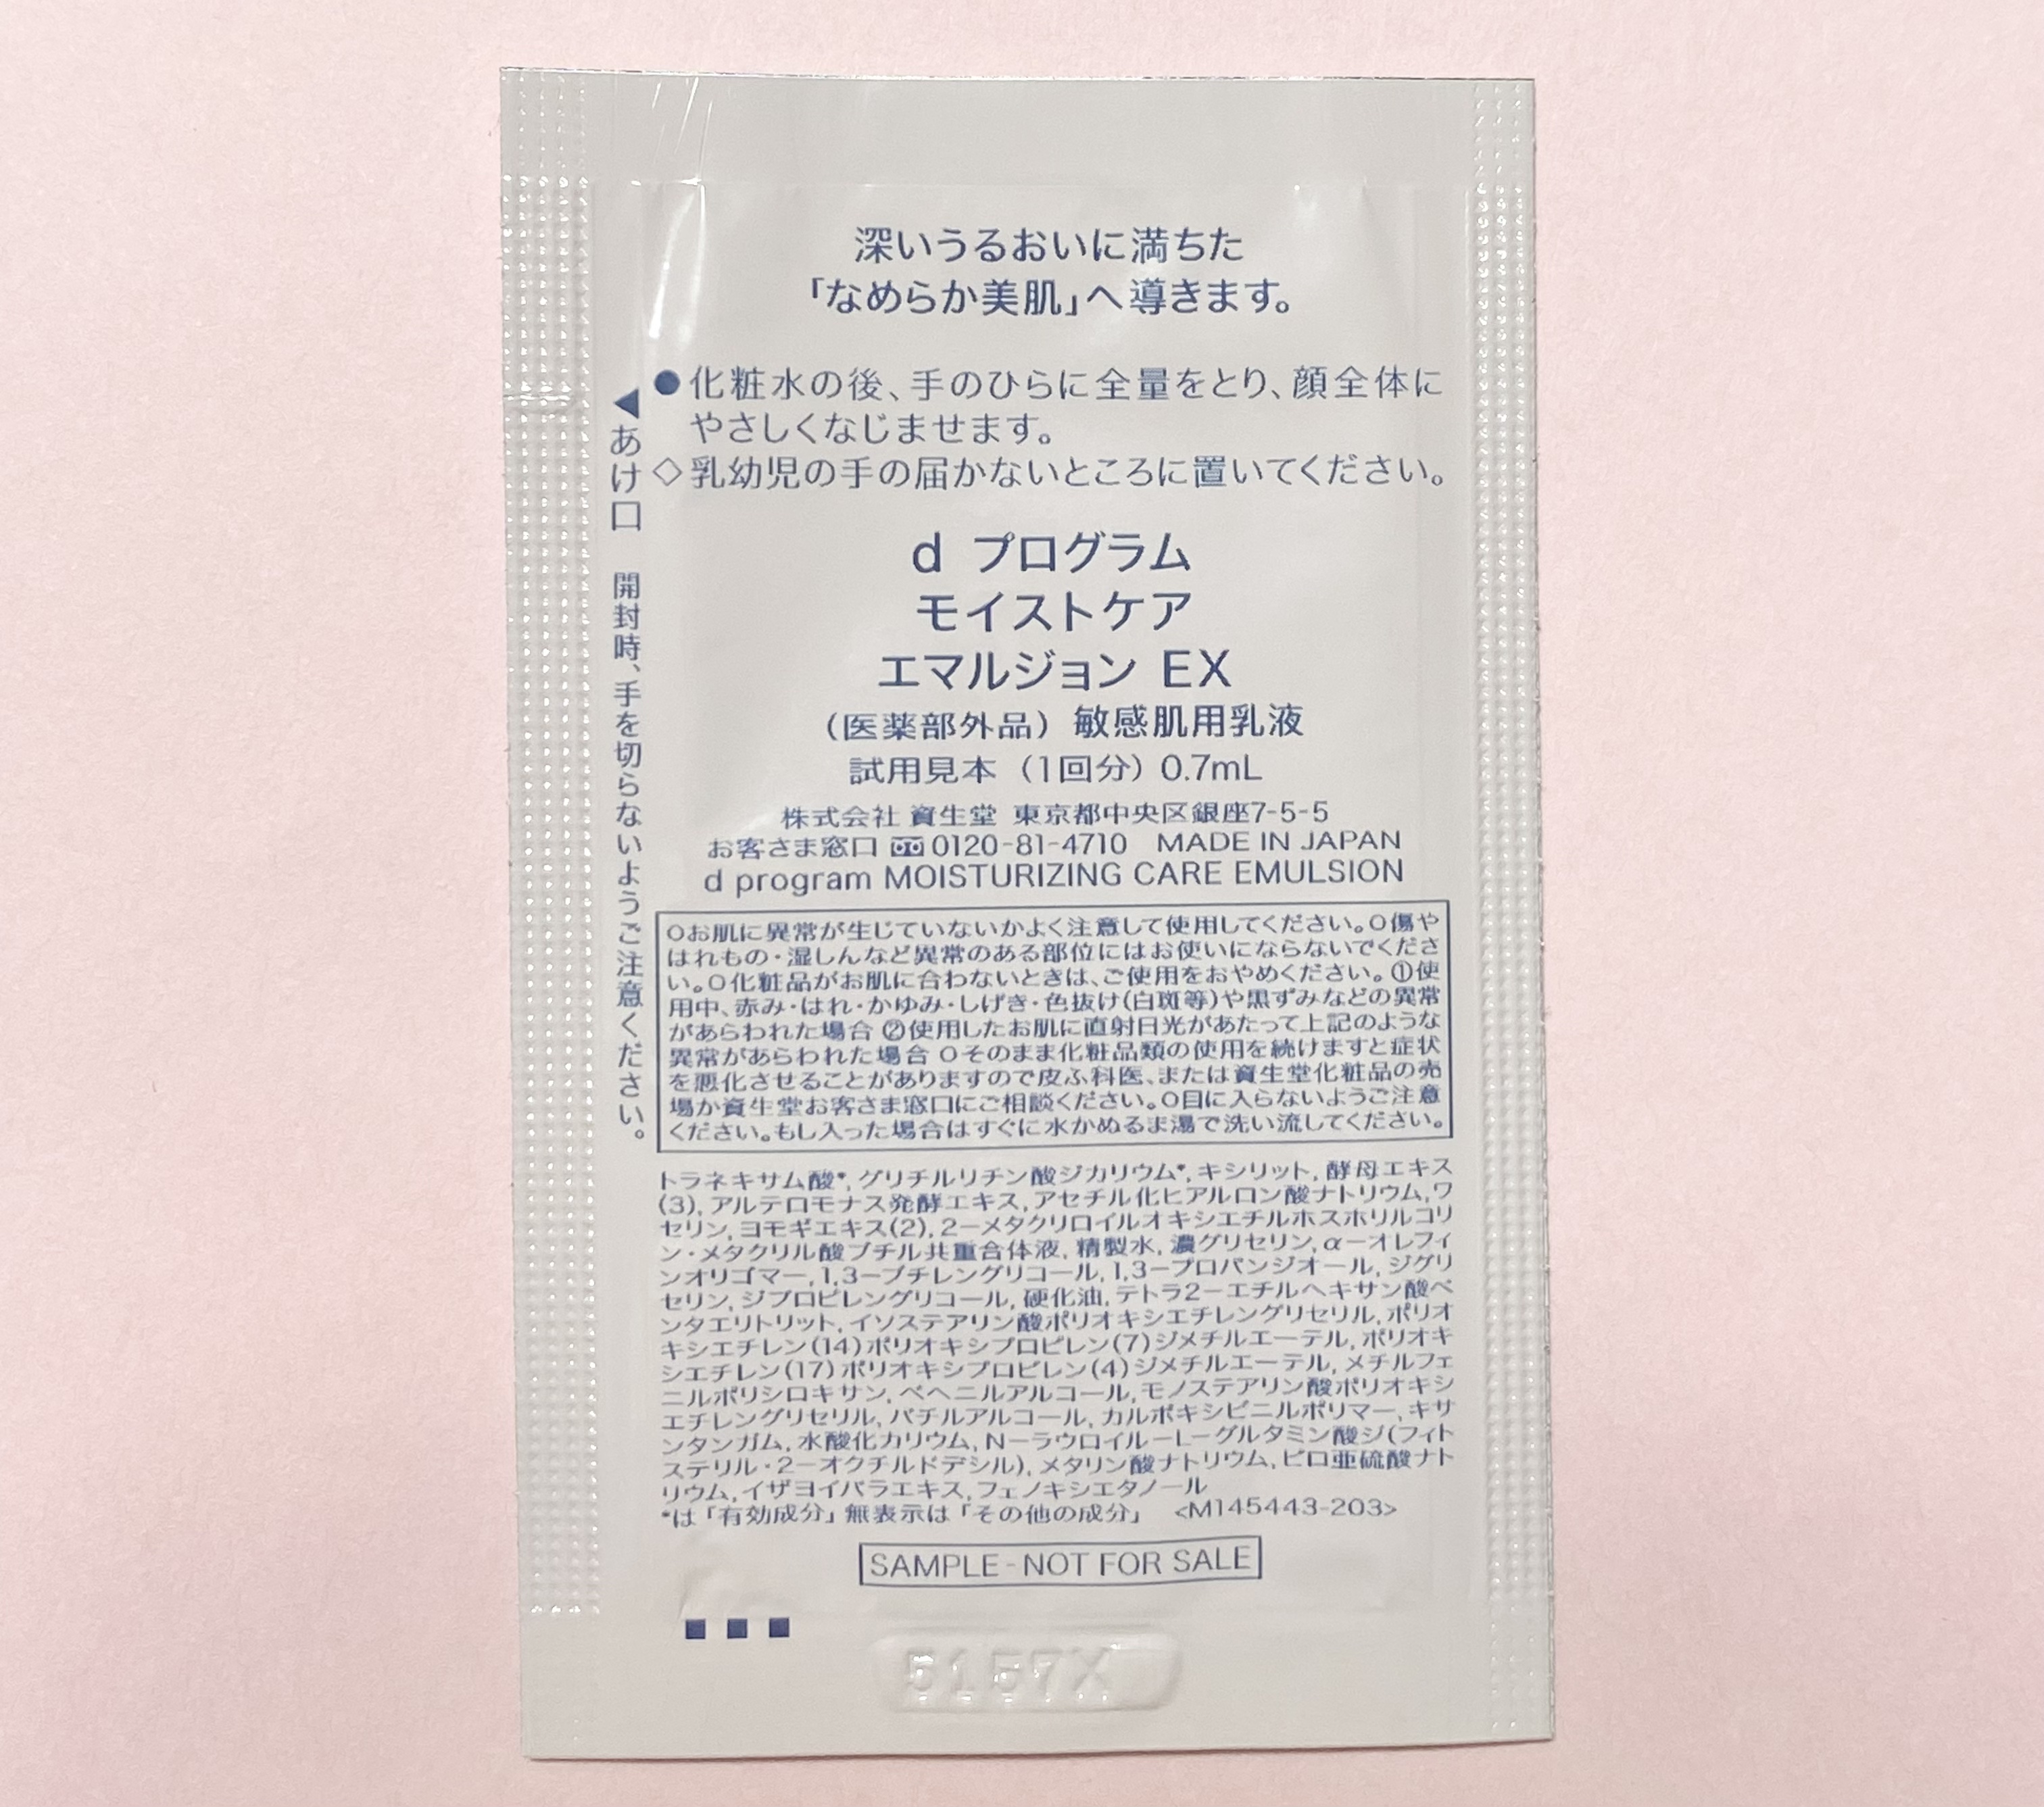 深いうるおいに満ちた
「なめらか美肌」へ導きます。
●化粧水の後、手のひらに全量をとり、顔全体に
やさしくなじませます。
◇乳幼児の手の届かないところに置いてください。
◀あけ口 開封時、手を切らないようご注意ください。
d プログラム
モイストケア
エマルジョン EX
（医薬部外品）敏感肌用乳液
試用見本（1回分）0.7mL
株式会社 資生堂 東京都中央区銀座7-5-5
お客さま窓口 0120-81-4710 MADE IN JAPAN
d program MOISTURIZING CARE EMULSION
○お肌に異常が生じていないかよく注意して使用してください。○傷や
はれもの・湿しんなど異常のある部位にはお使いにならないでくださ
い。○化粧品がお肌に合わないときは、ご使用をおやめください。①使
用中、赤み・はれ・かゆみ・しげき・色抜け(白斑等)や黒ずみなどの異常
があらわれた場合 ②使用したお肌に直射日光があたって上記のような
異常があらわれた場合 ○そのまま化粧品類の使用を続けますと症状
を悪化させることがありますので皮ふ科医、または資生堂化粧品の売
場か資生堂お客さま窓口にご相談ください。○目に入らないようご注意
ください。もし入った場合はすぐに水かぬるま湯で洗い流してください。
トラネキサム酸*, グリチルリチン酸ジカリウム*, キシリット, 酵母エキス
(3), アルテロモナス発酵エキス, アセチル化ヒアルロン酸ナトリウム, ワ
セリン, ヨモギエキス(2), 2－メタクリロイルオキシエチルホスホリルコリ
ン・メタクリル酸ブチル共重合体液, 精製水, 濃グリセリン, α－オレフィ
ンオリゴマー, 1,3－ブチレングリコール, 1,3－プロパンジオール, ジグリ
セリン, ジプロピレングリコール, 硬化油, テトラ2－エチルヘキサン酸ペ
ンタエリトリット, イソステアリン酸ポリオキシエチレングリセリル, ポリオ
キシエチレン(14)ポリオキシプロピレン(7)ジメチルエーテル, ポリオキ
シエチレン(17)ポリオキシプロピレン(4)ジメチルエーテル, メチルフェ
ニルポリシロキサン, ベヘニルアルコール, モノステアリン酸ポリオキシ
エチレングリセリル, バチルアルコール, カルボキシビニルポリマー, キサ
ンタンガム, 水酸化カリウム, N－ラウロイル－L－グルタミン酸ジ(フィト
ステリル・2－オクチルドデシル), メタリン酸ナトリウム, ピロ亜硫酸ナト
リウム, イザヨイバラエキス, フェノキシエタノール
*は「有効成分」無表示は「その他の成分」 <M145443-203>
SAMPLE-NOT FOR SALE
5157X